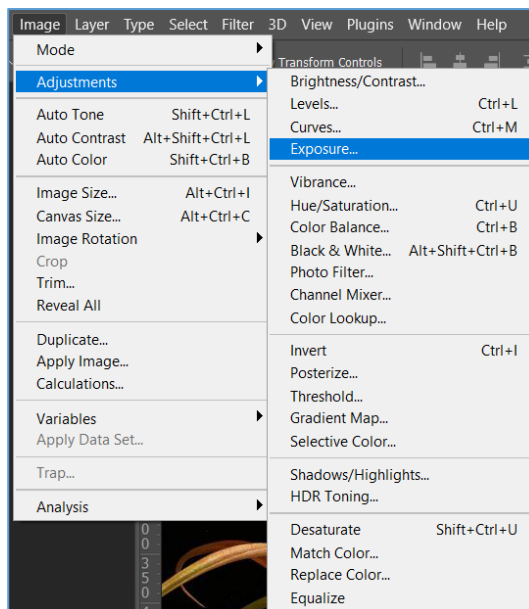 Image Layer Type Select Filter 3D View Plugins Window Help
Mode
Transform Controls
Adjustments
Auto Tone Shift+Ctrl+L
Auto Contrast Alt+Shift+Ctrl+L
Auto Color Shift+Ctrl+B
Image Size... Alt+Ctrl+I
Canvas Size... Alt+Ctrl+C
Image Rotation
Crop
Trim...
Reveal All
Duplicate...
Apply Image...
Calculations...
Variables
Apply Data Set...
Trap...
Analysis
Brightness/Contrast...
Levels... Ctrl+L
Curves... Ctrl+M
Exposure...
Vibrance...
Hue/Saturation... Ctrl+U
Color Balance... Ctrl+B
Black & White... Alt+Shift+Ctrl+B
Photo Filter...
Channel Mixer...
Color Lookup...
Invert Ctrl+I
Posterize...
Threshold...
Gradient Map...
Selective Color...
Shadows/Highlights...
HDR Toning...
Desaturate Shift+Ctrl+U
Match Color...
Replace Color...
Equalize
0
0
3
5
0